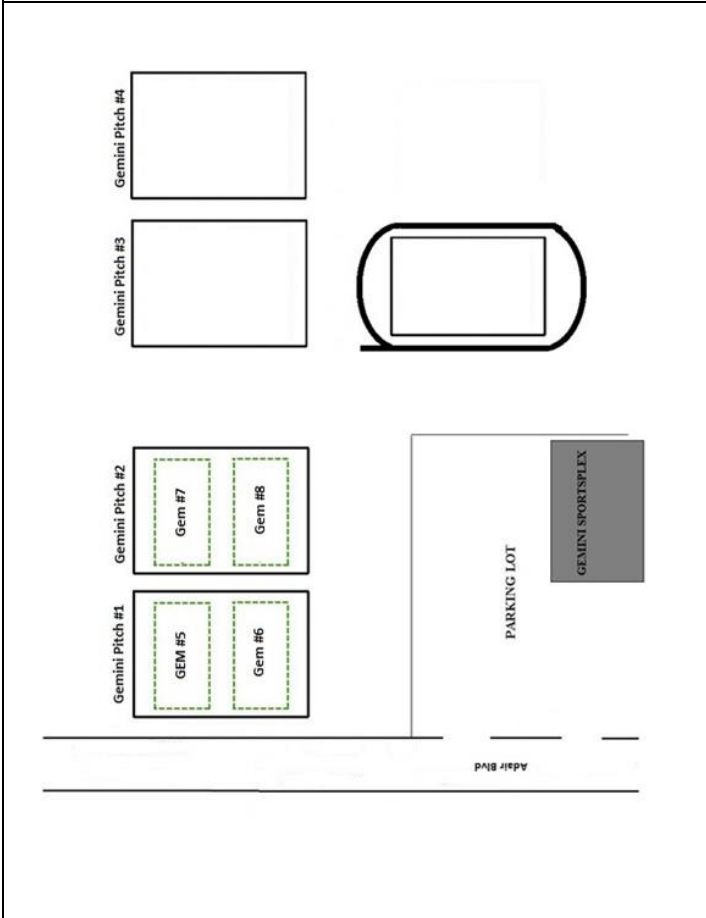 Gemini Pitch #4
Gemini Pitch #3
Gemini Pitch #2
Gem #7
Gem #8
GEMINI SPORTSPLEX
PARKING LOT
Gemini Pitch #1
GEM #5
Gem #6
Adair Blvd